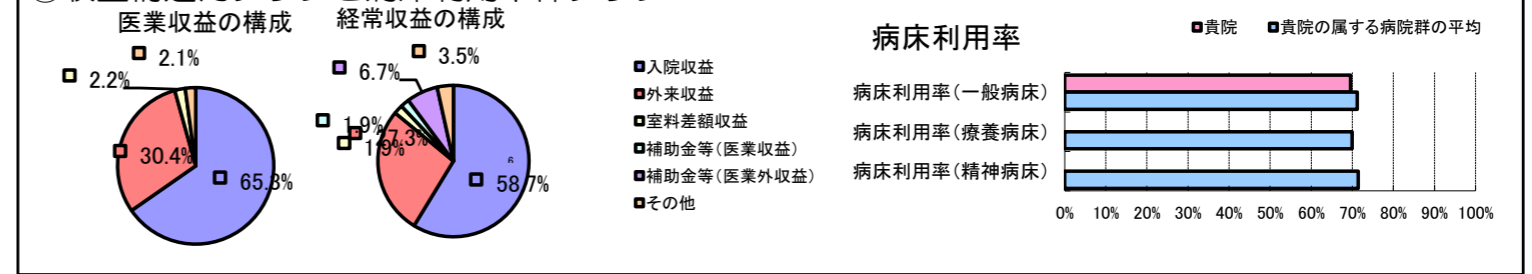 医業収益の構成
2.1%
2.2%
30.4%
65.3%
経常収益の構成
3.5%
6.7%
1.9%
27.3%
1.9%
58.7%
入院収益
外来収益
室料差額収益
補助金等(医業収益)
補助金等(医業外収益)
その他
病床利用率
貴院 貴院の属する病院群の平均
病床利用率(一般病床)
病床利用率(療養病床)
病床利用率(精神病床)
0% 10% 20% 30% 40% 50% 60% 70% 80% 90% 100%